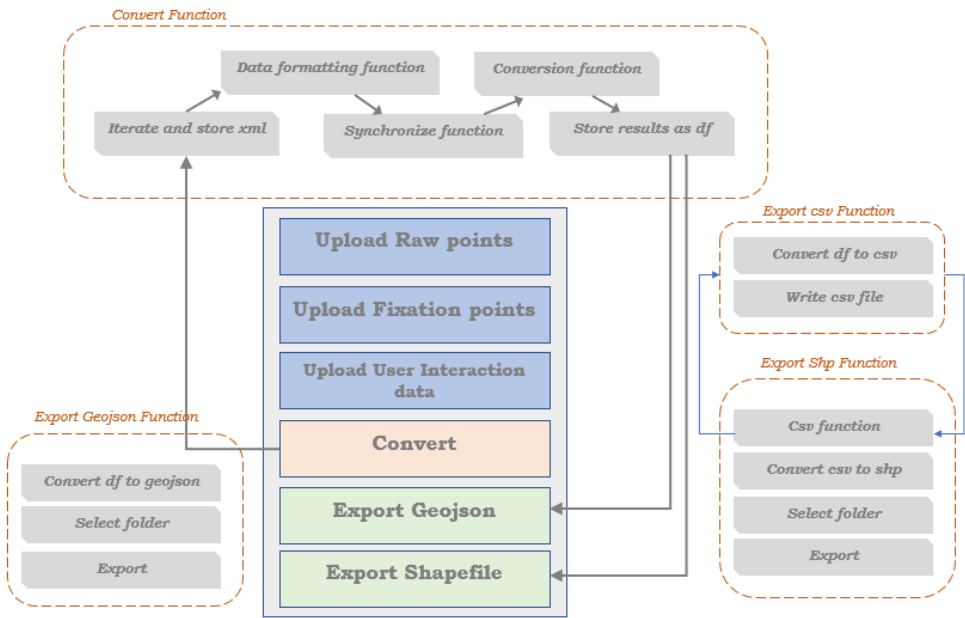 Convert Function
Data formatting function
Conversion function
Iterate and store xml
Synchronize function
Store results as df
Upload Raw points
Upload Fixation points
Upload User Interaction
data
Convert
Export Geojson
Export Shapefile
Export Geojson Function
Convert df to geojson
Select folder
Export
Export csv Function
Convert df to csv
Write csv file
Export Shp Function
Csv function
Convert csv to shp
Select folder
Export